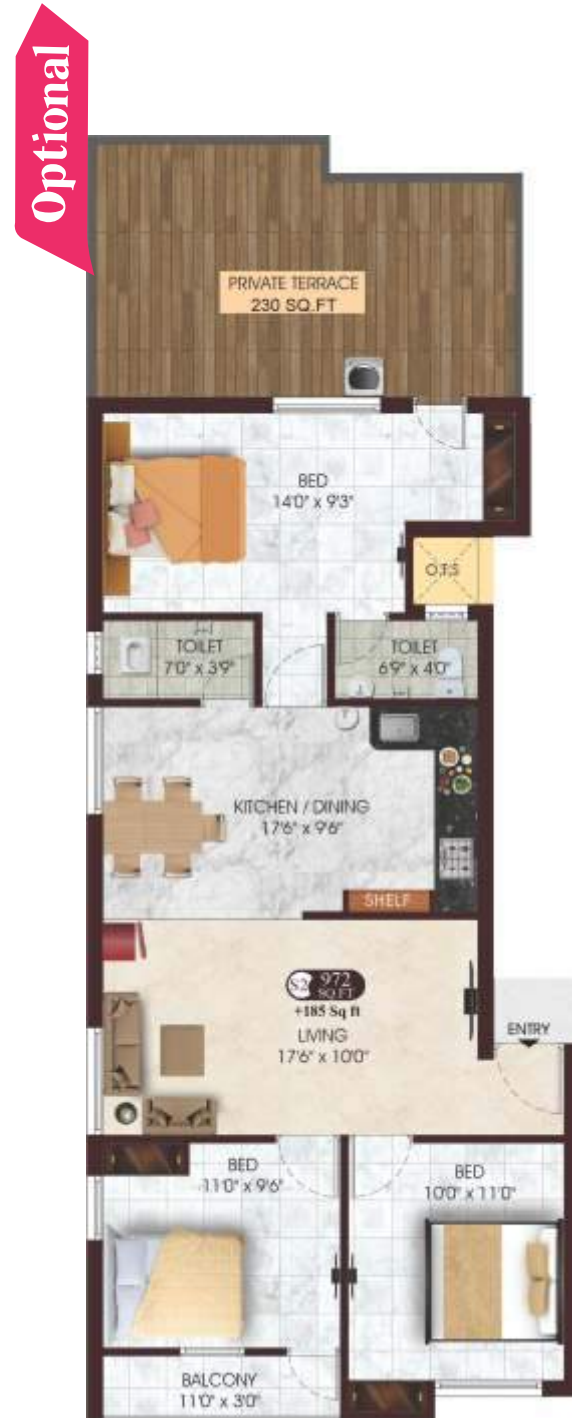 Optional
PRIVATE TERRACE
230 SQ.FT
BED
14'0" x 9'3"
O.T.S
TOILET
7'0" x 3'9"
TOILET
6'9" x 4'0"
KITCHEN / DINING
17'6" x 9'6"
SHELF
S2 972
SQ.FT
+185 Sq ft
LIVING
17'6" x 10'0"
ENTRY
BED
11'0" x 9'6"
BED
10'0" x 11'0"
BALCONY
11'0" x 3'0"